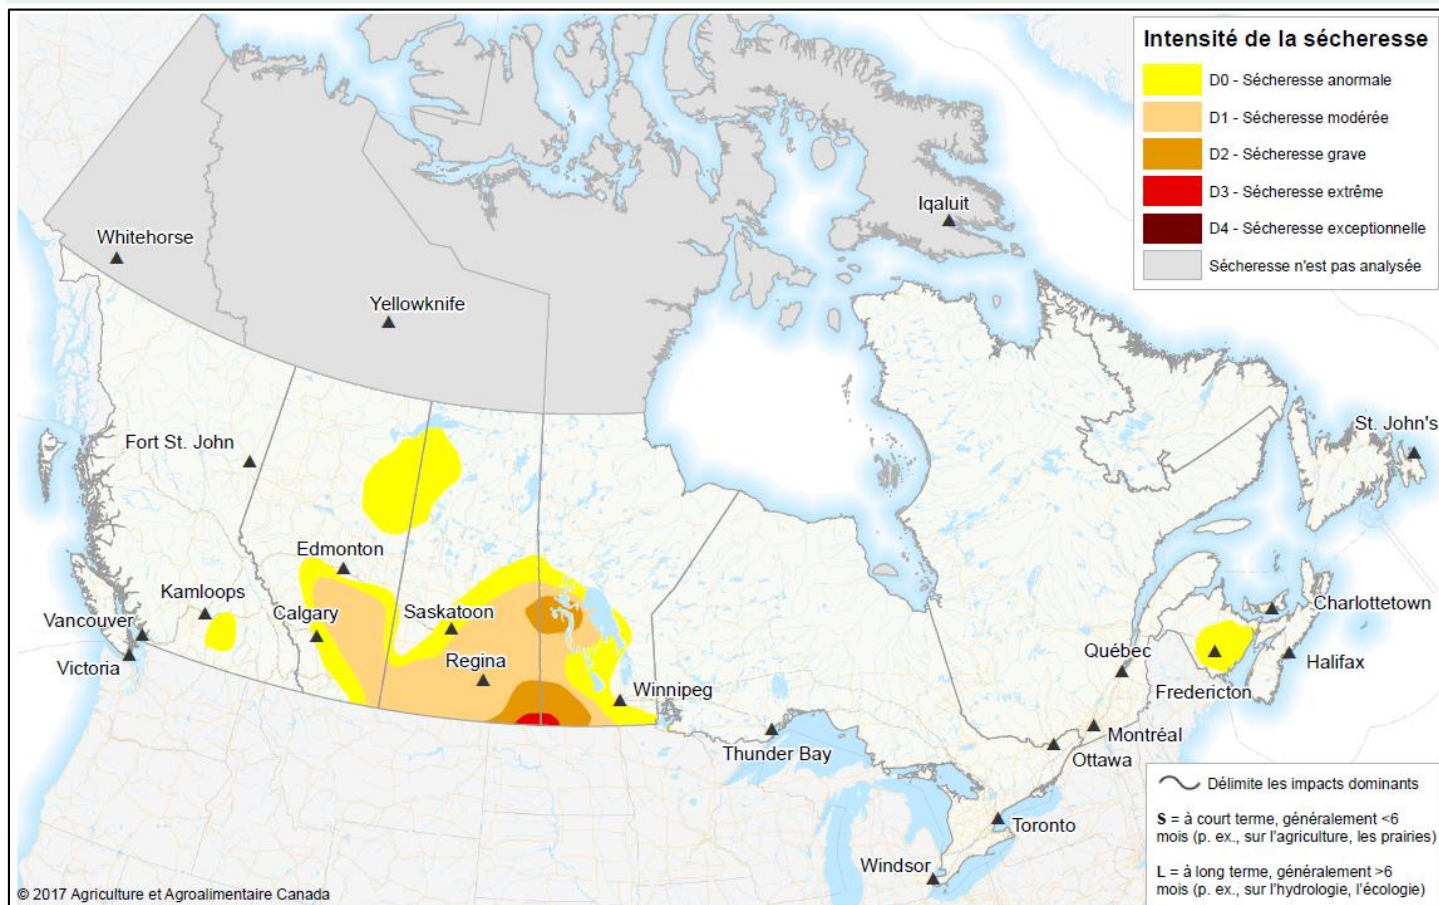 Intensité de la sécheresse
D0 - Sécheresse anormale
D1 - Sécheresse modérée
D2 - Sécheresse grave
D3 - Sécheresse extrême
D4 - Sécheresse exceptionnelle
Sécheresse n'est pas analysée
Iqaluit
Whitehorse
Yellowknife
St. John's
Fort St. John
Edmonton
Kamloops
Calgary
Saskatoon
Vancouver
Victoria
Regina
Winnipeg
Thunder Bay
Charlottetown
Québec
Halifax
Fredericton
Montréal
Ottawa
Toronto
Windsor
Délimite les impacts dominants
S = à court terme, généralement <6
mois (p. ex., sur l'agriculture, les prairies)
L = à long terme, généralement >6
mois (p. ex., sur l'hydrologie, l'écologie)
© 2017 Agriculture et Agroalimentaire Canada